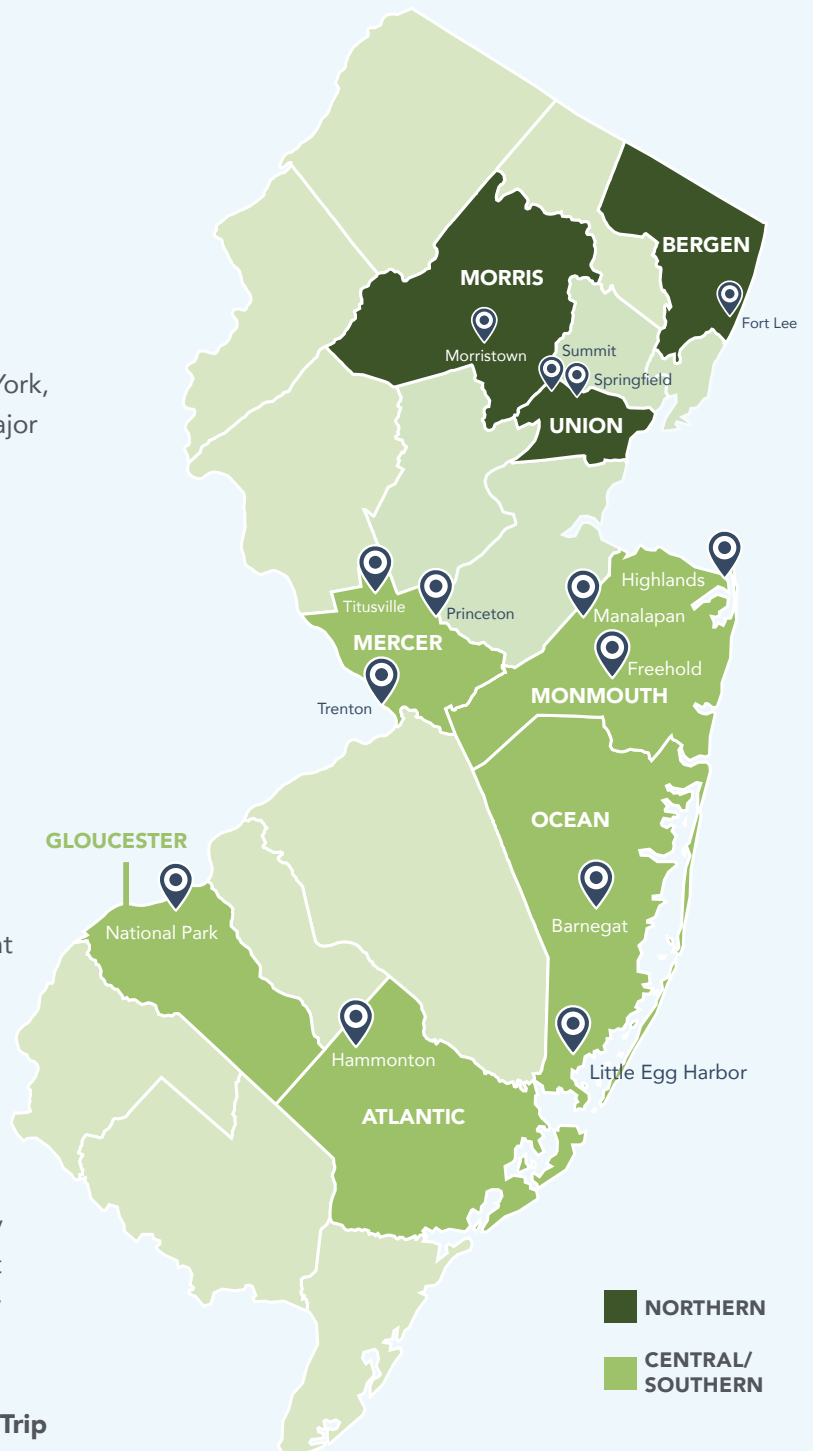 BERGEN
MORRIS
Fort Lee
Summit
Morristown
Springfield
York,
UNION
Highlands
Titusville
Princeton
Manalapan
MERCER
Freehold
MONMOUTH
Trenton
OCEAN
GLOUCESTER
Barnegat
National Park
Hammonton
Little Egg Harbor
ATLANTIC
NORTHERN
CENTRAL/
SOUTHERN
Trip